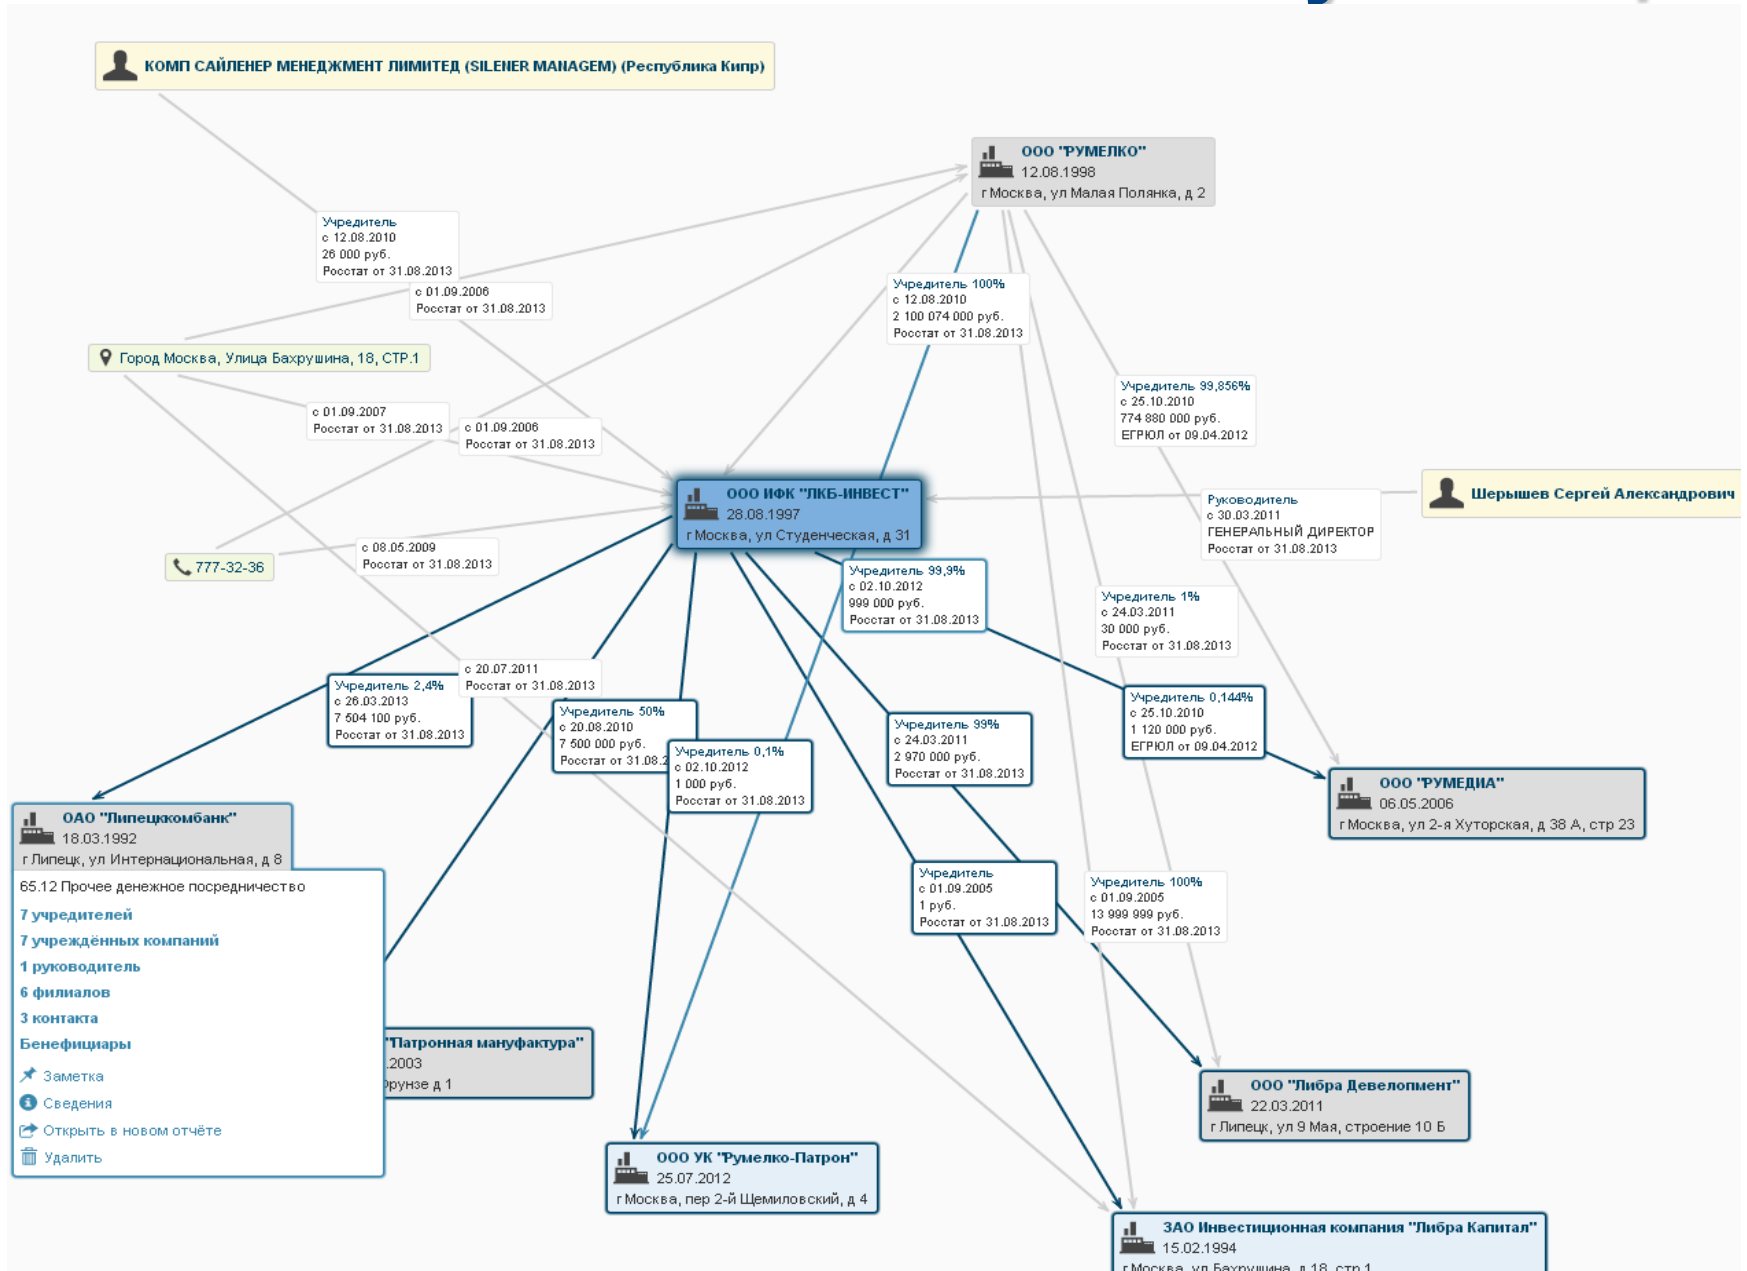 КОМП САЙЛЕНЕР МЕНЕДЖМЕНТ ЛИМИТЕД (SILENER MANAGEM) (Республика Кипр)
ООО "РУМЕЛКО"
12.08.1998
г Москва, ул Малая Полянка, д 2
Учредитель
с 12.08.2010
26 000 руб.
Росстат от 31.08.2013
с 01.09.2006
Росстат от 31.08.2013
Учредитель 100%
с 12.08.2010
2 100 074 000 руб.
Росстат от 31.08.2013
Город Москва, Улица Бахрушина, 18, СТР.1
Учредитель 99,856%
с 25.10.2010
774 880 000 руб.
ЕГРЮЛ от 09.04.2012
с 01.09.2007
Росстат от 31.08.2013
с 01.09.2006
Росстат от 31.08.2013
ООО ИФК "ЛКБ-ИНВЕСТ"
28.08.1997
г Москва, ул Студенческая, д 31
Шерышев Сергей Александрович
Руководитель
с 30.03.2011
ГЕНЕРАЛЬНЫЙ ДИРЕКТОР
Росстат от 31.08.2013
с 08.05.2009
Росстат от 31.08.2013
777-32-36
Учредитель 99,9%
с 02.10.2012
999 000 руб.
Росстат от 31.08.2013
Учредитель 1%
с 24.03.2011
30 000 руб.
Росстат от 31.08.2013
с 20.07.2011
Росстат от 31.08.2013
Учредитель 2,4%
с 26.03.2013
7 504 100 руб.
Росстат от 31.08.2013
Учредитель 50%
с 20.08.2010
7 500 000 руб.
Росстат от 31.08.2
Учредитель 0,1%
с 02.10.2012
1 000 руб.
Росстат от 31.08.2013
Учредитель 99%
с 24.03.2011
2 970 000 руб.
Росстат от 31.08.2013
Учредитель 0,144%
с 25.10.2010
1 120 000 руб.
ЕГРЮЛ от 09.04.2012
ООО "РУМЕДИА"
06.05.2006
г Москва, ул 2-я Хуторская, д 38 А, стр 23
ОАО "Липецккомбанк"
18.03.1992
г Липецк, ул Интернациональная, д 8
65.12 Прочее денежное посредничество
7 учредителей
7 учреждённых компаний
1 руководитель
6 филиалов
3 контакта
Бенефициары
Заметка
Сведения
Открыть в новом отчёте
Удалить
Учредитель
с 01.09.2005
1 руб.
Росстат от 31.08.2013
Учредитель 100%
с 01.09.2005
13 999 999 руб.
Росстат от 31.08.2013
"Патронная мануфактура"
.2003
Фрунзе д 1
ООО "Либра Девелопмент"
22.03.2011
г Липецк, ул 9 Мая, строение 10 Б
ООО УК "Румелко-Патрон"
25.07.2012
г Москва, пер 2-й Щемиловский, д 4
ЗАО Инвестиционная компания "Либра Капитал"
15.02.1994
г Москва, ул Бахрушина, д 18, стр 1